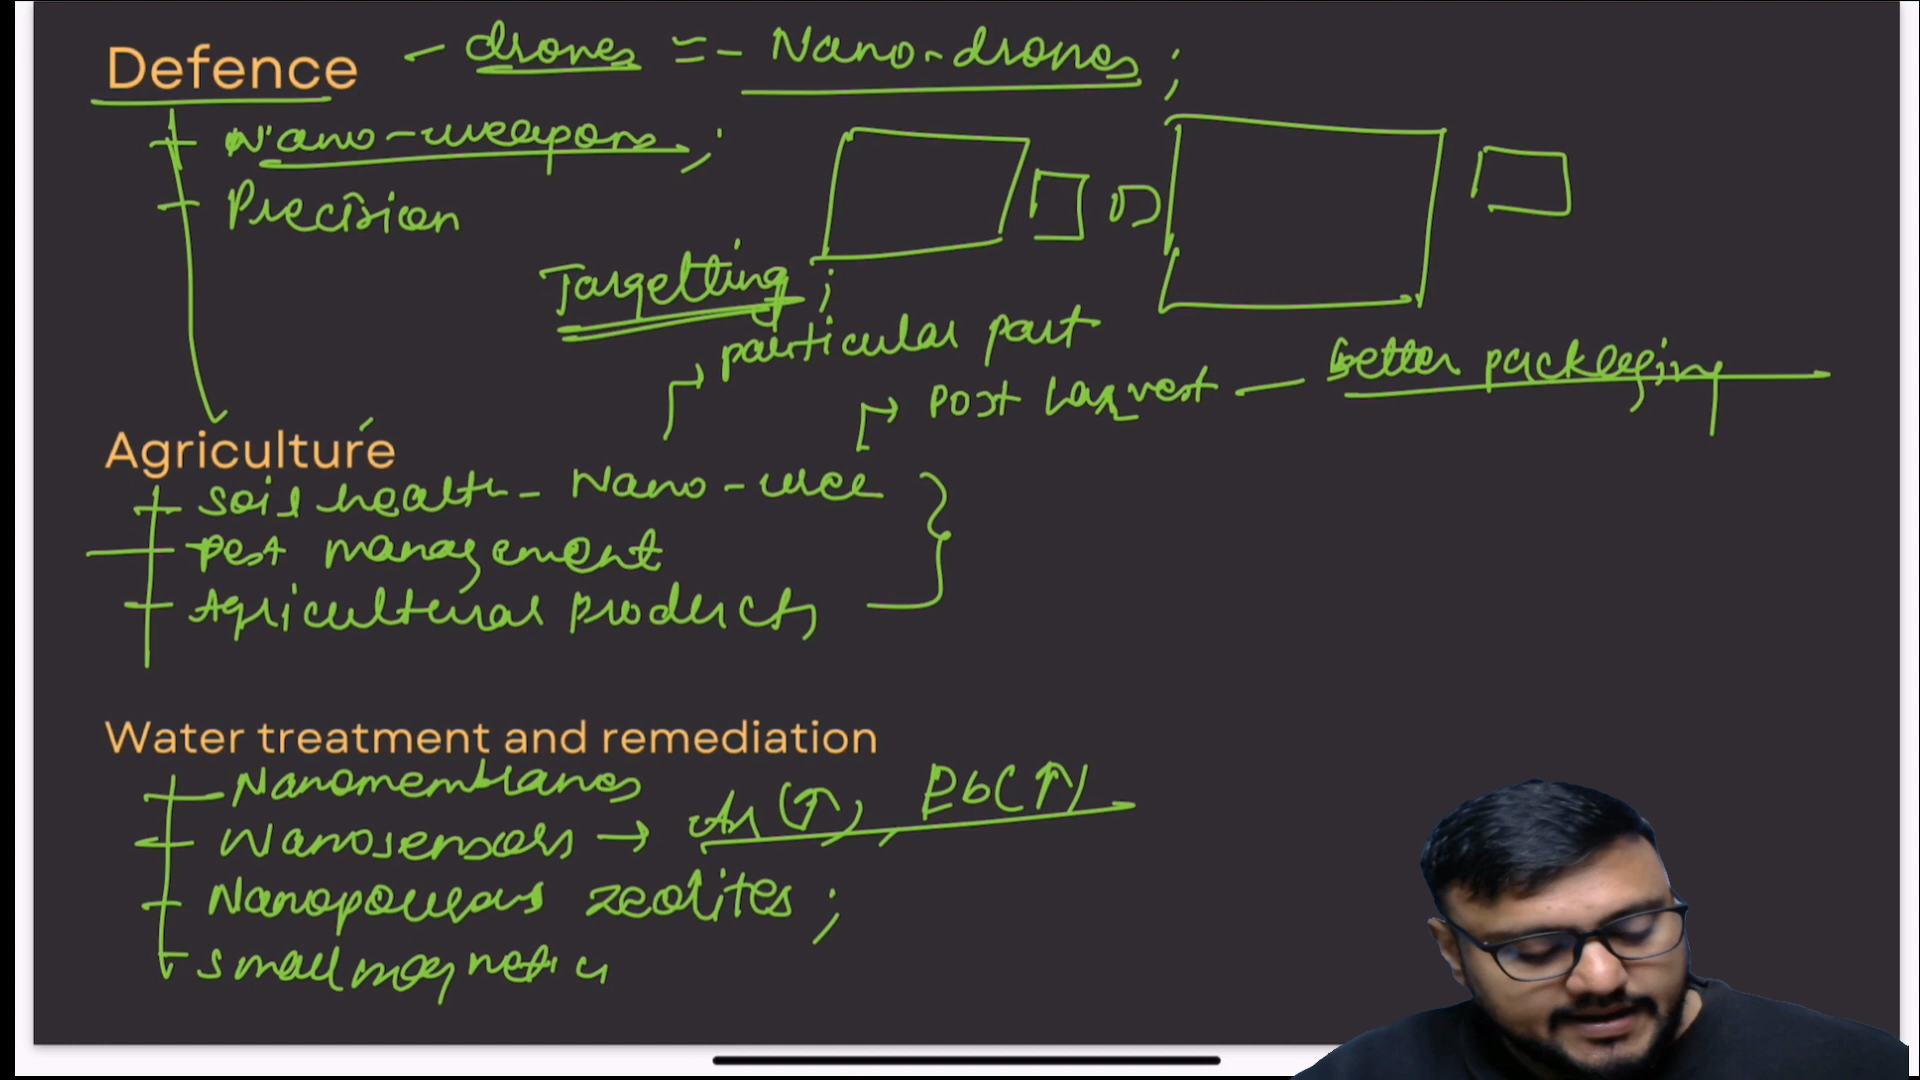 Defence - drones = - Nano-drones ;
Nano-weapons ;
Precision
Targetting ;
particular part
Post harvest — better packaging
Agriculture
soil health - Nano-urea
Pest management
Agricultural products
Water treatment and remediation
Nanomembranes
Nanosensors → As (↑), Pb(↑)
Nanoporous zeolites ;
small magnetic